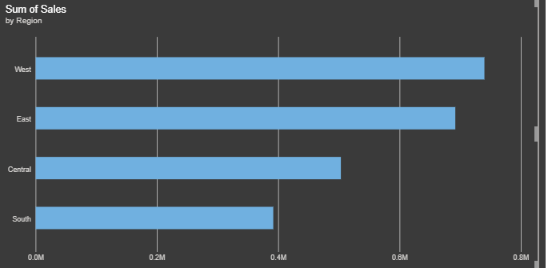 Sum of Sales
by Region
West
East
Central
South
0.0M 0.2M 0.4M 0.6M 0.8M